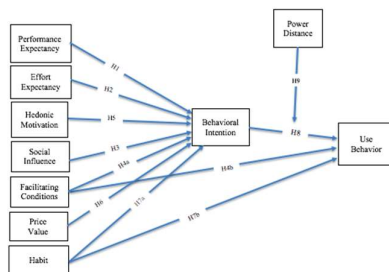 Power
Distance
Performance
Expectancy
H1
H9
Effort
Expectancy
H2
Hedonic
Motivation
H5
Behavioral
Intention
H8
Use
Behavior
Social
Influence
H3
H4a
Facilitating
Conditions
H4b
H7a
Price
Value
H6
H7b
Habit